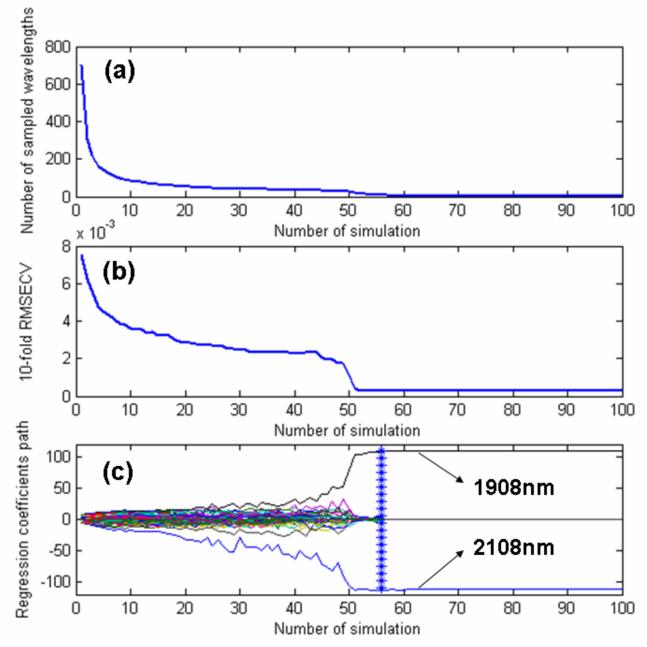 (a)
Number of sampled wavelengths
800
600
400
200
0
0 10 20 30 40 50 60 70 80 90 100
Number of simulation
x 10⁻³
(b)
10-fold RMSECV
8
6
4
2
0
0 10 20 30 40 50 60 70 80 90 100
Number of simulation
(c)
Regression coefficients path
100
50
0
-50
-100
1908nm
2108nm
0 10 20 30 40 50 60 70 80 90 100
Number of simulation